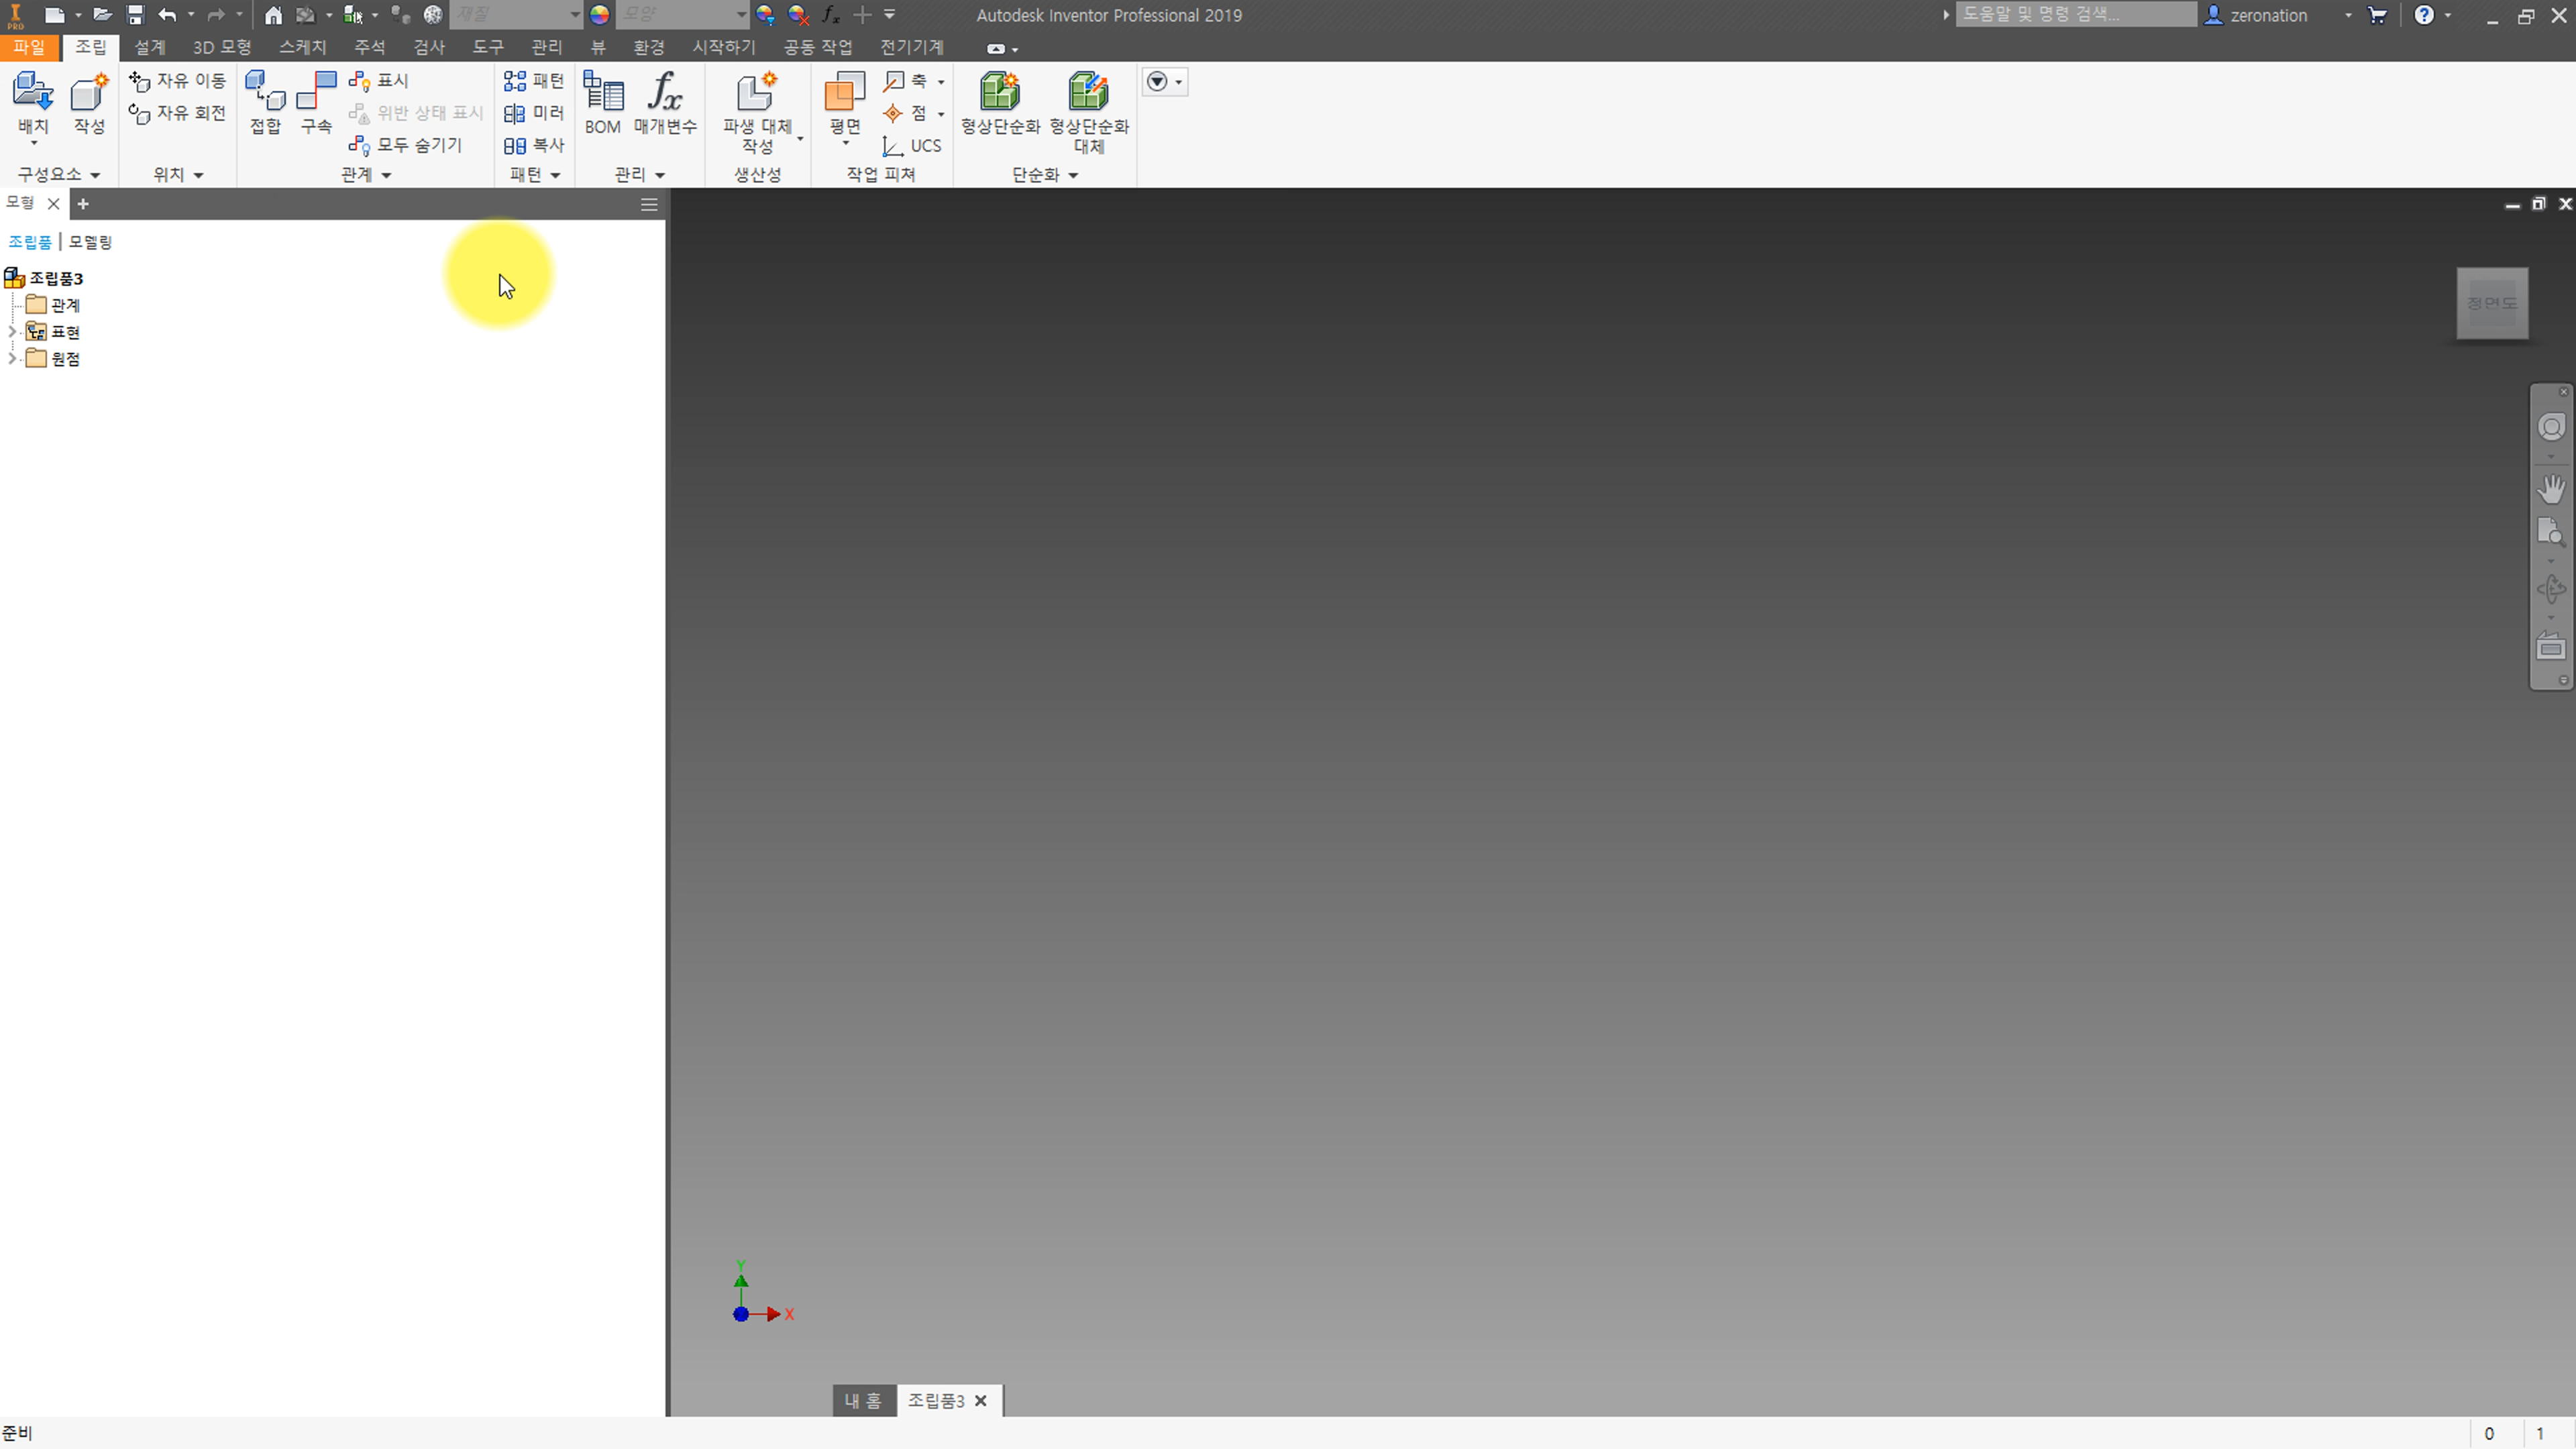 PRO 재질 모양 Autodesk Inventor Professional 2019 도움말 및 명령 검색... zeronation
파일 조립 설계 3D 모형 스케치 주석 검사 도구 관리 뷰 환경 시작하기 공동 작업 전기기계
배치
작성
자유 이동
자유 회전
접합
구속
표시
위반 상태 표시
모두 숨기기
패턴
미러
복사
BOM
매개변수
파생 대체
작성
평면
축
점
UCS
형상단순화
형상단순화
대체
구성요소 위치 관계 패턴 관리 생산성 작업 피쳐 단순화
모형
조립품 | 모델링
조립품3
관계
표현
원점
정면도
Y
X
내 홈 조립품3
준비 0 1